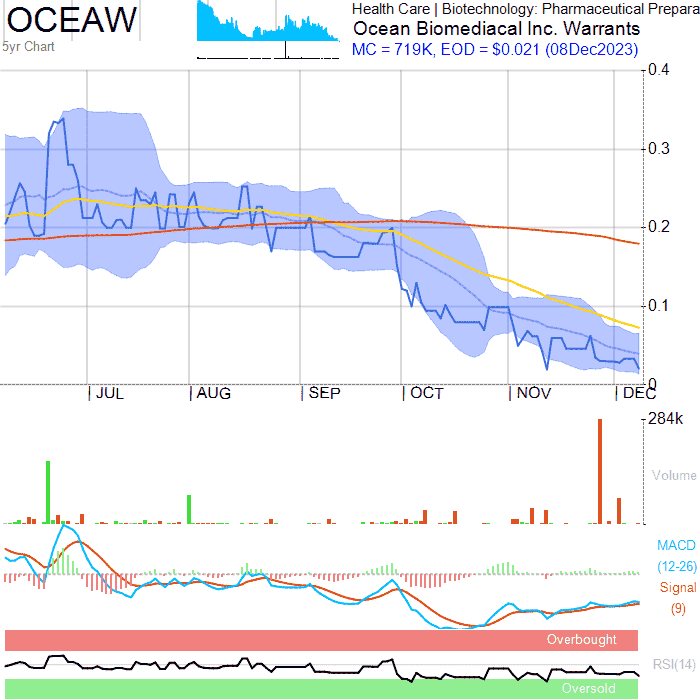 OCEAW
5yr Chart
Health Care | Biotechnology: Pharmaceutical Prepara
Ocean Biomediacal Inc. Warrants
MC = 719K, EOD = $0.021 (08Dec2023)
0.4
0.3
0.2
0.1
0
JUL AUG SEP OCT NOV DEC
284k
Volume
MACD
(12-26)
Signal
(9)
Overbought
RSI(14)
Oversold